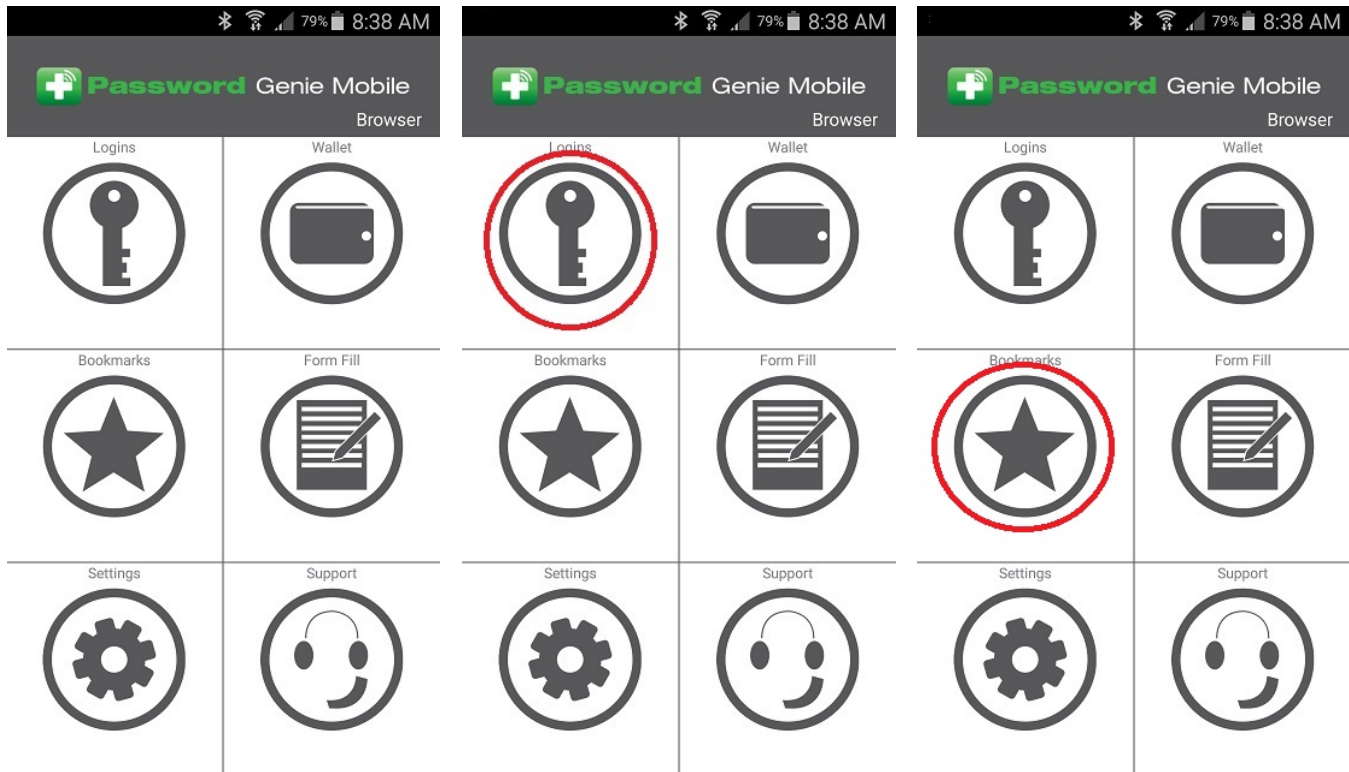 79% 8:38 AM
Password Genie Mobile
Browser
Logins Wallet
Bookmarks Form Fill
Settings Support
79% 8:38 AM
Password Genie Mobile
Browser
Logins Wallet
Bookmarks Form Fill
Settings Support
79% 8:38 AM
Password Genie Mobile
Browser
Logins Wallet
Bookmarks Form Fill
Settings Support